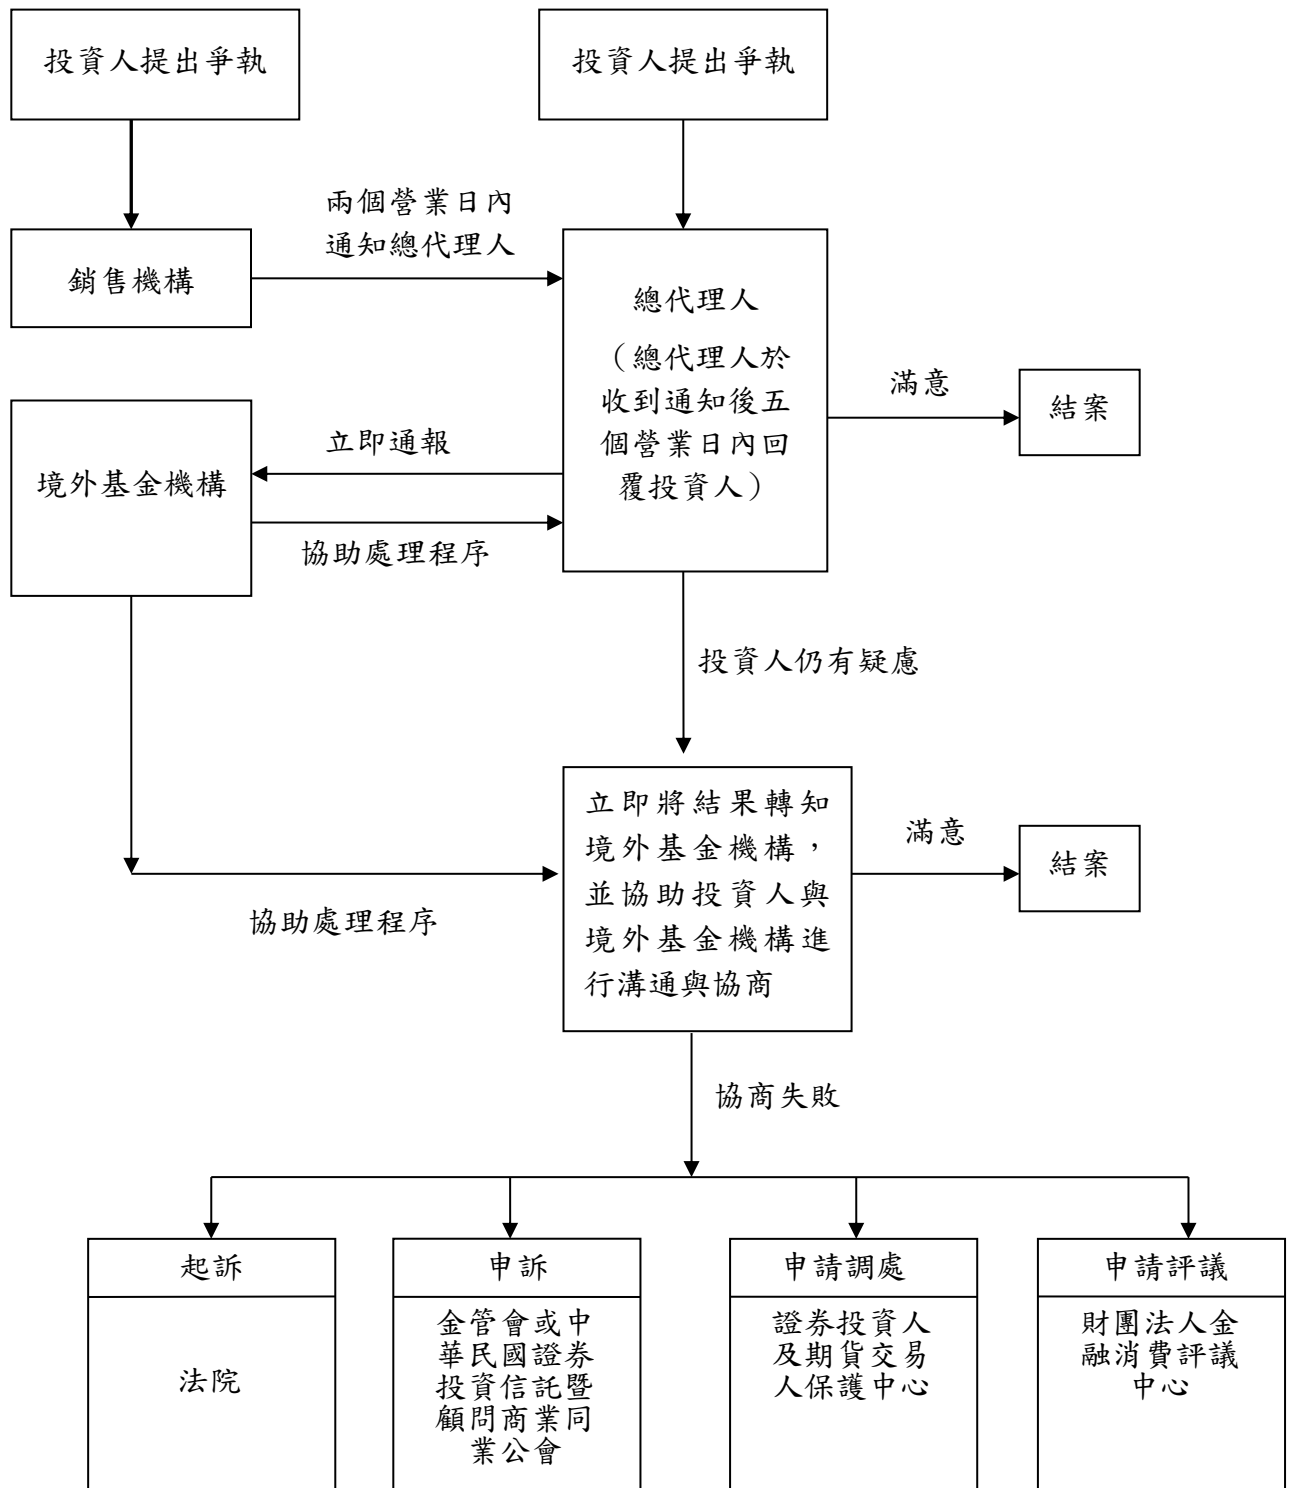 投資人提出爭執
投資人提出爭執
兩個營業日內
通知總代理人
銷售機構
總代理人
（總代理人於
收到通知後五
個營業日內回
覆投資人）
滿意
結案
立即通報
境外基金機構
協助處理程序
投資人仍有疑慮
立即將結果轉知
境外基金機構，
並協助投資人與
境外基金機構進
行溝通與協商
滿意
結案
協助處理程序
協商失敗
起訴
法院
申訴
金管會或中
華民國證券
投資信託暨
顧問商業同
業公會
申請調處
證券投資人
及期貨交易
人保護中心
申請評議
財團法人金
融消費評議
中心